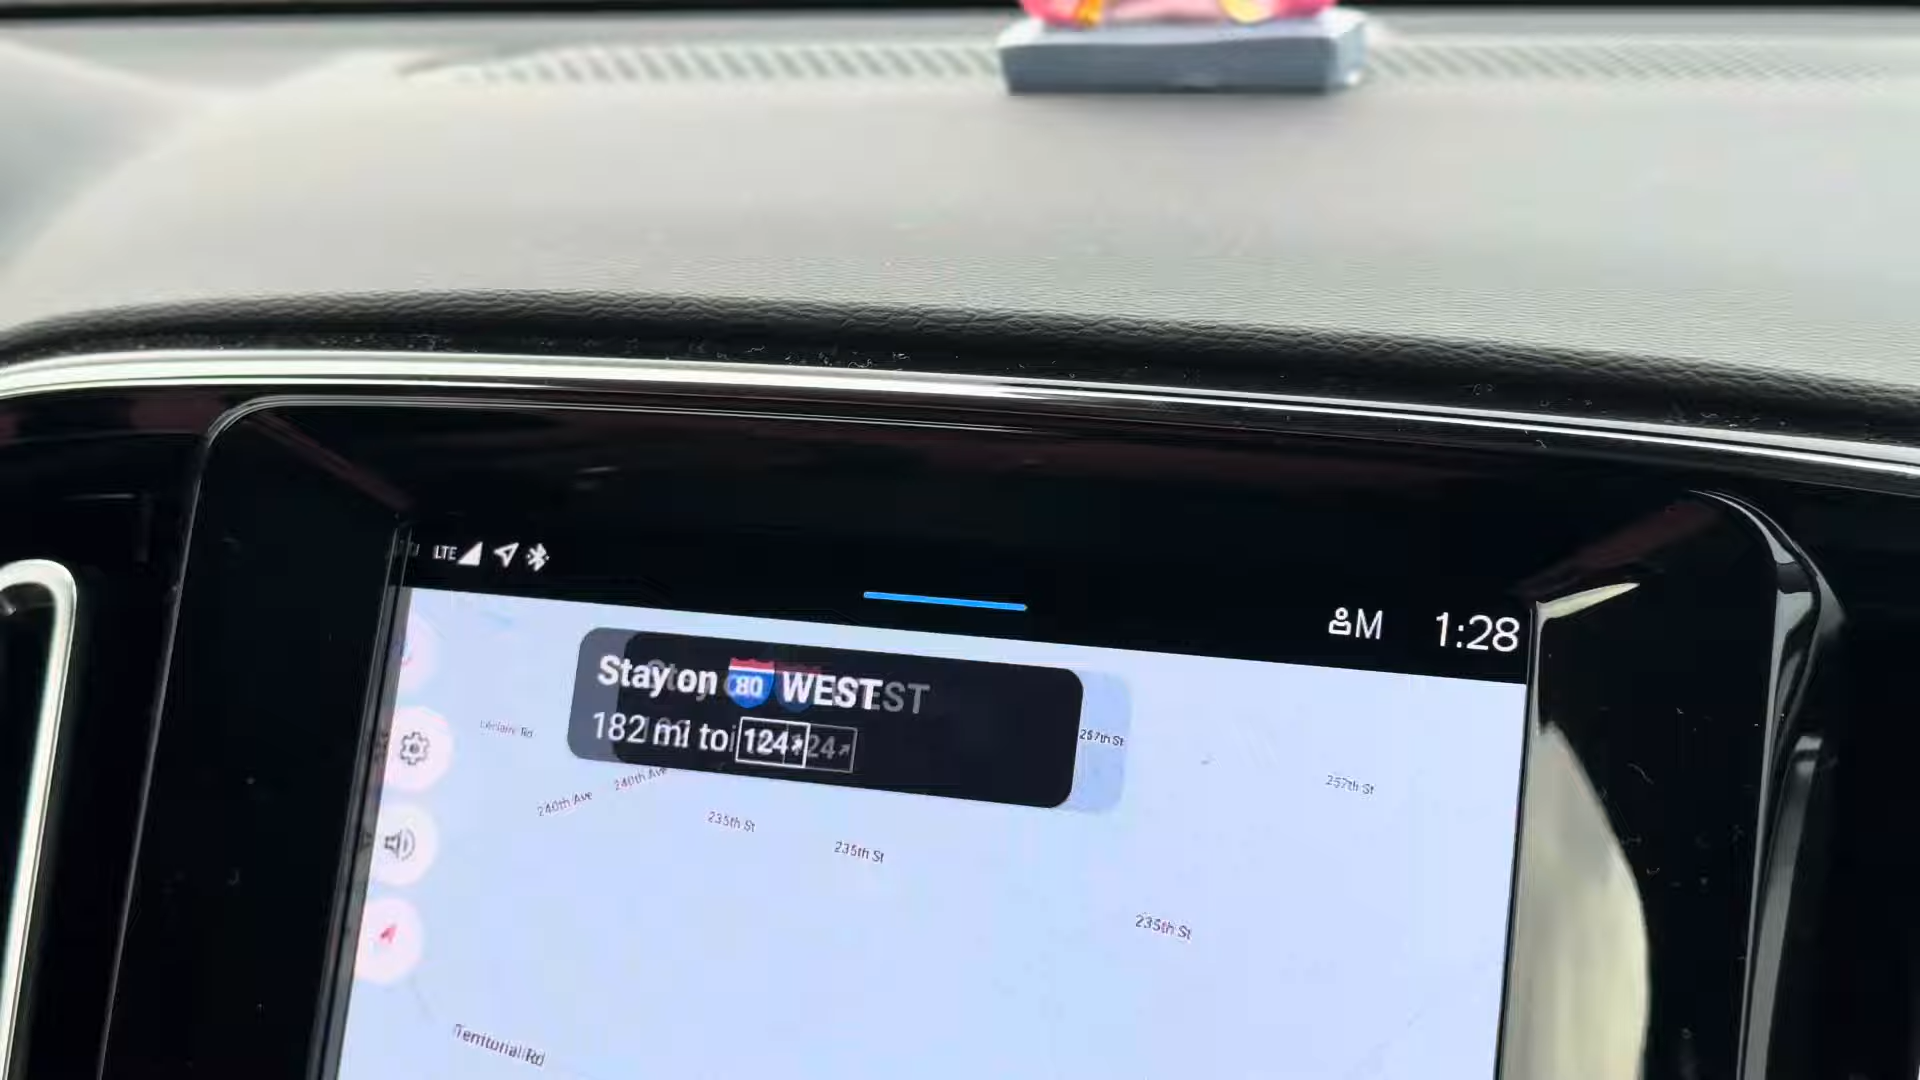 LTE
M 1:28
Stay on 80 WEST
182 mi to 124
257th St
257th St
240th Ave
240th Ave
235th St
235th St
235th St
Territorial Rd